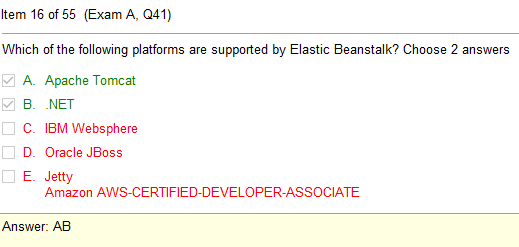 Item 16 of 55 (Exam A, Q41)
Which of the following platforms are supported by Elastic Beanstalk? Choose 2 answers
A. Apache Tomcat
B. .NET
C. IBM Websphere
D. Oracle JBoss
E. Jetty
Amazon AWS-CERTIFIED-DEVELOPER-ASSOCIATE
Answer: AB